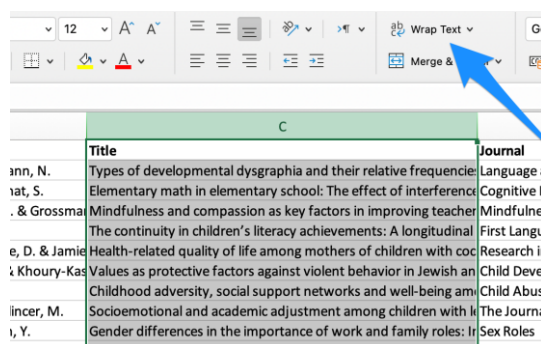 12 A^ A˅ ab Wrap Text G
A Merge &
C
Title Journal
ann, N. Types of developmental dysgraphia and their relative frequencies Language a
nat, S. Elementary math in elementary school: The effect of interference Cognitive
. & Grossma Mindfulness and compassion as key factors in improving teacher Mindfulne
The continuity in children's literacy achievements: A longitudinal First Langu
e, D. & Jamie Health-related quality of life among mothers of children with coc Research i
& Khoury-Kas Values as protective factors against violent behavior in Jewish an Child Deve
Childhood adversity, social support networks and well-being am Child Abus
lincer, M. Socioemotional and academic adjustment among children with le The Journa
, Y. Gender differences in the importance of work and family roles: I Sex Roles